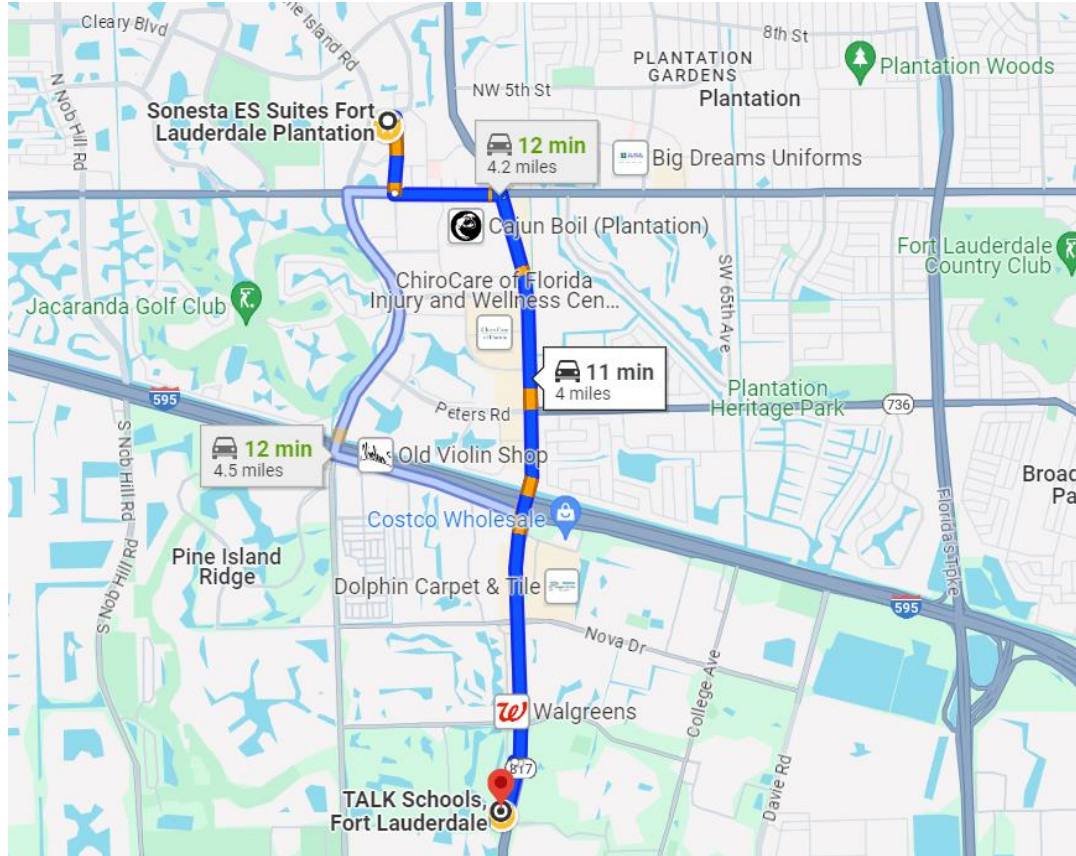 Cleary Blvd
Pine Island Rd
8th St
PLANTATION
GARDENS
Plantation
Plantation Woods
N Nob Hill Rd
NW 5th St
Sonesta ES Suites Fort
Lauderdale Plantation
12 min
4.2 miles
Big Dreams Uniforms
Cajun Boil (Plantation)
SW 65th Ave
Fort Lauderdale
Country Club
ChiroCare of Florida
Injury and Wellness Cen...
Jacaranda Golf Club
11 min
4 miles
595
Peters Rd
Plantation
Heritage Park
736
12 min
4.5 miles
Old Violin Shop
S Nob Hill Rd
Broad
Pa
Costco Wholesale
Floridas Tpke
Pine Island
Ridge
Dolphin Carpet & Tile
595
S Nob Hill Rd
Nova Dr
College Ave
W
Walgreens
Davie Rd
817
TALK Schools,
Fort Lauderdale